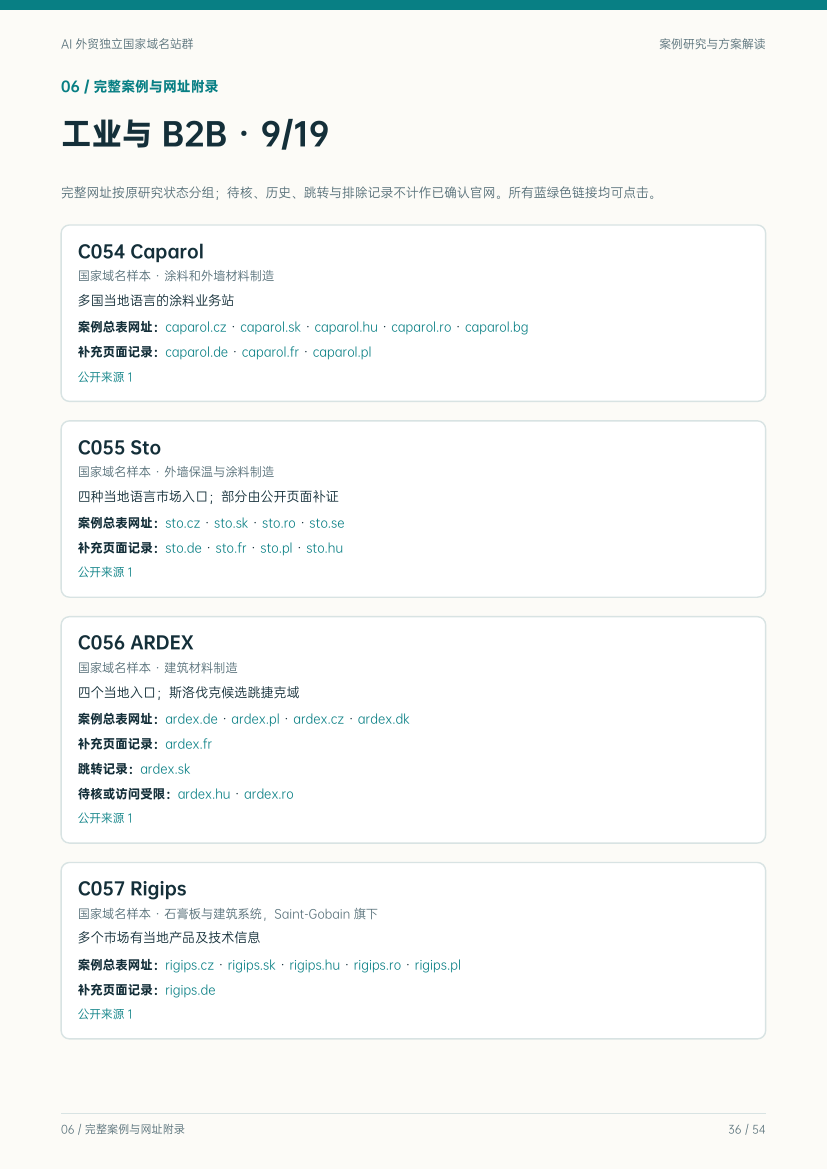 AI 外贸独立国家域名站群
案例研究与方案解读
06 / 完整案例与网址附录
工业与 B2B · 9/19
完整网址按原研究状态分组；待核、历史、跳转与排除记录不计作已确认官网。所有蓝绿色链接均可点击。
C054 Caparol
国家域名样本 · 涂料和外墙材料制造
多国当地语言的涂料业务站
案例总表网址：caparol.cz · caparol.sk · caparol.hu · caparol.ro · caparol.bg
补充页面记录：caparol.de · caparol.fr · caparol.pl
公开来源 1
C055 Sto
国家域名样本 · 外墙保温与涂料制造
四种当地语言市场入口；部分由公开页面补证
案例总表网址：sto.cz · sto.sk · sto.ro · sto.se
补充页面记录：sto.de · sto.fr · sto.pl · sto.hu
公开来源 1
C056 ARDEX
国家域名样本 · 建筑材料制造
四个当地入口；斯洛伐克候选跳捷克域
案例总表网址：ardex.de · ardex.pl · ardex.cz · ardex.dk
补充页面记录：ardex.fr
跳转记录：ardex.sk
待核或访问受限：ardex.hu · ardex.ro
公开来源 1
C057 Rigips
国家域名样本 · 石膏板与建筑系统，Saint-Gobain 旗下
多个市场有当地产品及技术信息
案例总表网址：rigips.cz · rigips.sk · rigips.hu · rigips.ro · rigips.pl
补充页面记录：rigips.de
公开来源 1
06 / 完整案例与网址附录
36 / 54